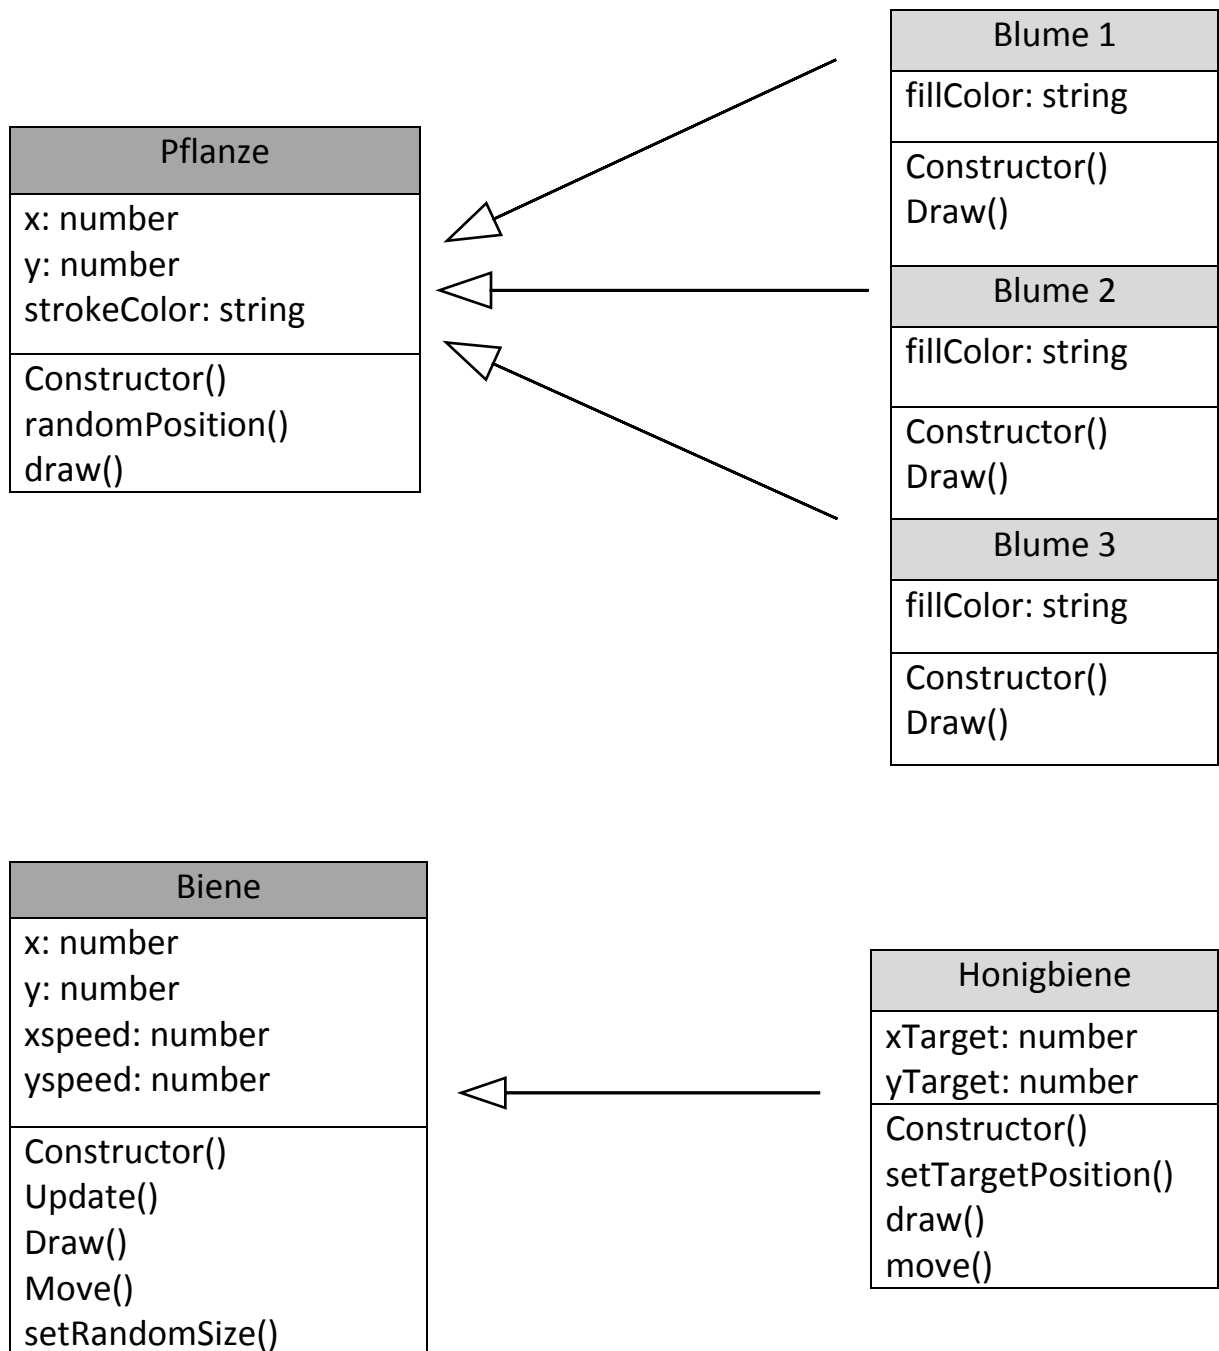 Pflanze
x: number
y: number
strokeColor: string
Constructor()
randomPosition()
draw()
Blume 1
fillColor: string
Constructor()
Draw()
Blume 2
fillColor: string
Constructor()
Draw()
Blume 3
fillColor: string
Constructor()
Draw()
Biene
x: number
y: number
xspeed: number
yspeed: number
Constructor()
Update()
Draw()
Move()
setRandomSize()
Honigbiene
xTarget: number
yTarget: number
Constructor()
setTargetPosition()
draw()
move()